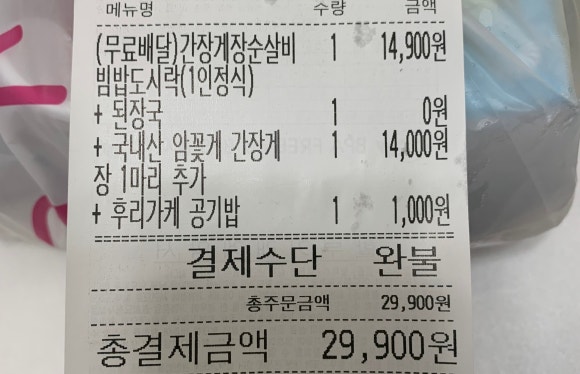 메뉴명 수량 금액
(무료배달)간장게장순살비 1 14,900원
빔밥도시락(1인정식)
+ 된장국 1 0원
+ 국내산 암꽃게 간장게 1 14,000원
장 1마리 추가
+ 후리가케 공기밥 1 1,000원
결제수단 완불
총주문금액 29,900원
총결제금액 29,900원